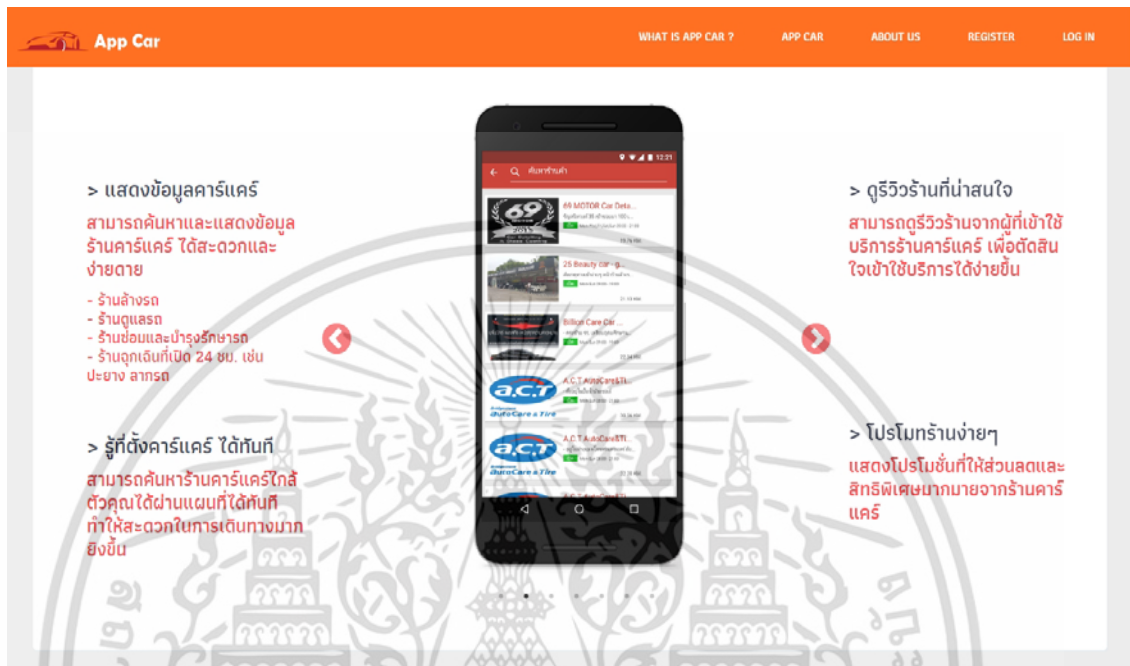 App Car
WHAT IS APP CAR ?
APP CAR
ABOUT US
REGISTER
LOG IN
> แสดงข้อมูลคาร์แคร์
สามารถค้นหาและแสดงข้อมูล
ร้านคาร์แคร์ ได้สะดวกและ
ง่ายดาย
- ร้านล้างรถ
- ร้านดูแลรถ
- ร้านซ่อมและบำรุงรักษารถ
- ร้านฉุกเฉินที่เปิด 24 ชม. เช่น
ปะยาง ลากรถ
> รู้ที่ตั้งคาร์แคร์ ได้ทันที
สามารถค้นหาร้านคาร์แคร์ใกล้
ตัวคุณได้ผ่านแผนที่ได้ทันที
ทำให้สะดวกในการเดินทางมาก
ยิ่งขึ้น
12:21
ค้นหาร้านค้า
69 MOTOR Car Deta...
69
MOTOR
2015
25 Beauty car - g...
Billion Care Car ...
A.C.T AutoCare&Ti...
a.c.T
AutoCare & Tire
A.C.T AutoCare&Ti...
a.c.T
AutoCare & Tire
> ดูรีวิวร้านที่น่าสนใจ
สามารถดูรีวิวร้านจากผู้ที่เข้าใช้
บริการร้านคาร์แคร์ เพื่อตัดสิน
ใจเข้าใช้บริการได้ง่ายขึ้น
> โปรโมทร้านง่ายๆ
แสดงโปรโมชั่นที่ให้ส่วนลดและ
สิทธิพิเศษมากมายจากร้านคาร์
แคร์